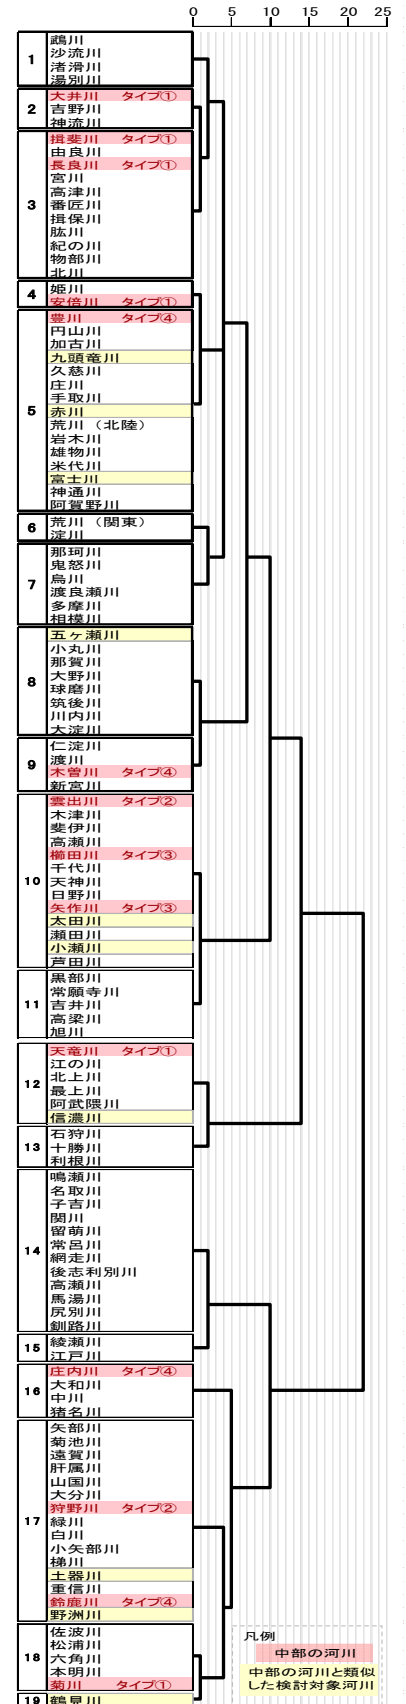 0 5 10 15 20 25
1
鵡川
沙流川
渚滑川
湧別川
2
大井川 タイプ①
吉野川
神流川
3
揖斐川 タイプ①
由良川
長良川 タイプ①
宮川
高津川
番匠川
揖保川
肱川
紀の川
物部川
北川
4
姫川
安倍川 タイプ①
5
豊川 タイプ④
円山川
加古川
九頭竜川
久慈川
庄川
手取川
赤川
荒川（北陸）
岩木川
雄物川
米代川
富士川
神通川
阿賀野川
6
荒川（関東）
淀川
7
那珂川
鬼怒川
烏川
渡良瀬川
多摩川
相模川
8
五ヶ瀬川
小丸川
那賀川
大野川
球磨川
筑後川
川内川
大淀川
9
仁淀川
渡川
木曽川 タイプ④
新宮川
10
雲出川 タイプ②
木津川
斐伊川
高瀬川
櫛田川 タイプ③
千代川
天神川
日野川
矢作川 タイプ③
太田川
瀬田川
小瀬川
芦田川
11
黒部川
常願寺川
吉井川
高梁川
旭川
12
天竜川 タイプ①
江の川
北上川
最上川
阿武隈川
信濃川
13
石狩川
十勝川
利根川
14
鳴瀬川
名取川
子吉川
関川
留萌川
常呂川
網走川
後志利別川
高瀬川
馬湯川
尻別川
釧路川
15
綾瀬川
江戸川
16
庄内川 タイプ④
大和川
中川
猪名川
17
矢部川
菊池川
遠賀川
肝属川
山国川
大分川
狩野川 タイプ②
緑川
白川
小矢部川
梯川
土器川
重信川
鈴鹿川 タイプ④
野洲川
18
佐波川
松浦川
六角川
本明川
菊川 タイプ①
19
鶴見川
凡例
中部の河川
中部の河川と類似
した検討対象河川